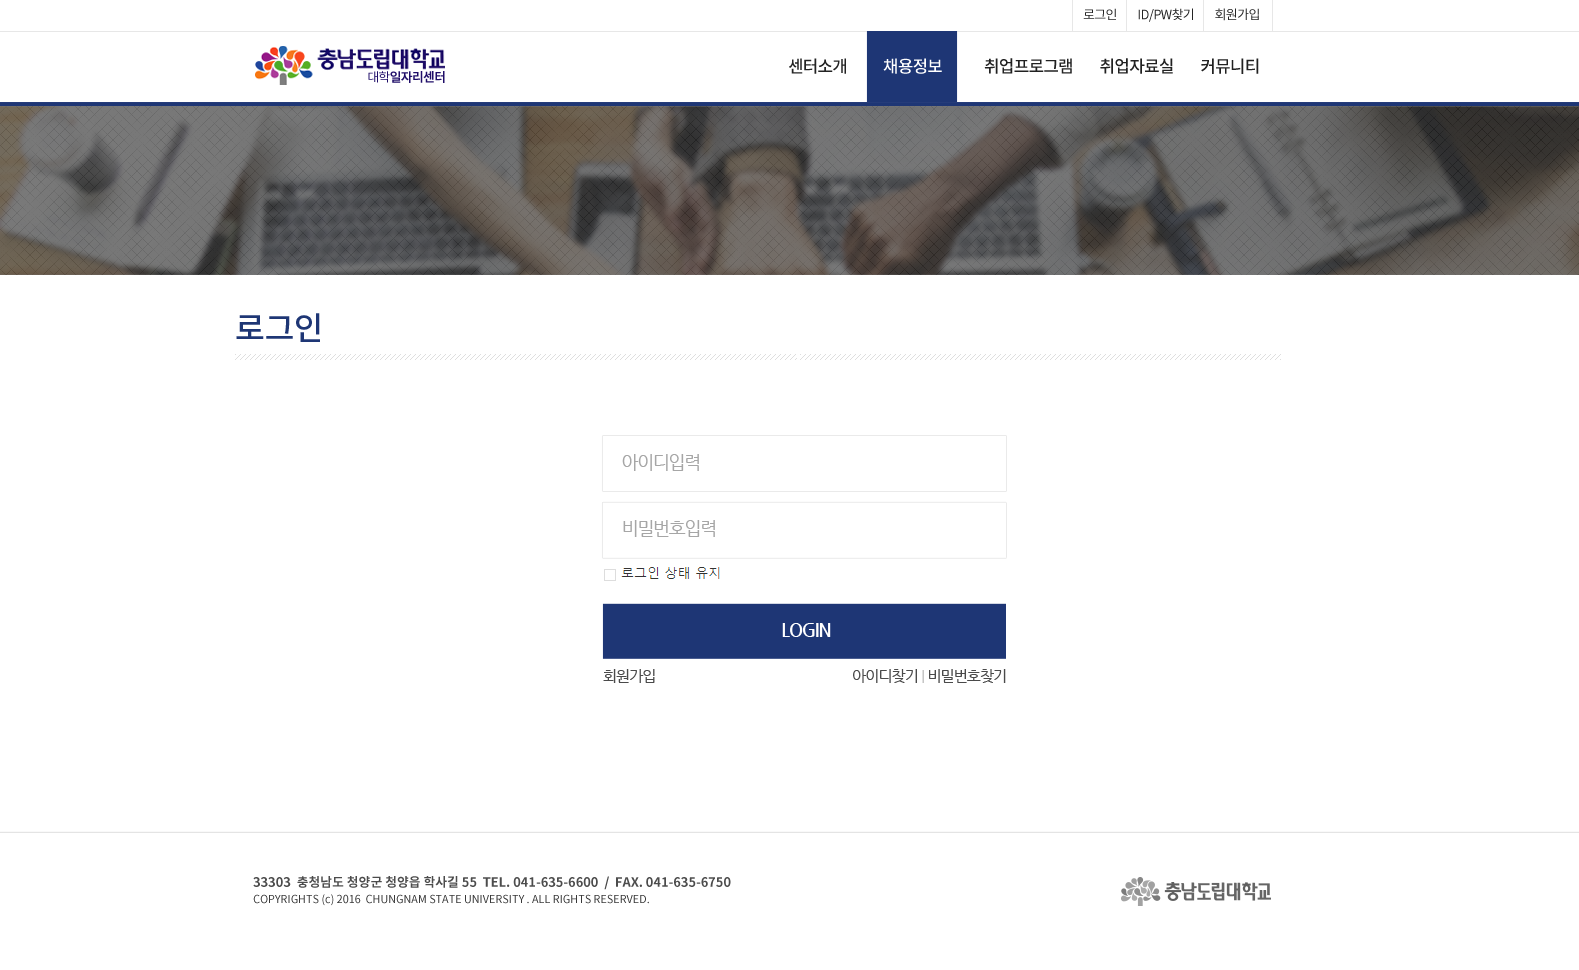 로그인 ID/PW찾기 회원가입
충남도립대학교
대학일자리센터
센터소개 채용정보 취업프로그램 취업자료실 커뮤니티
로그인
아이디입력
비밀번호입력
로그인 상태 유지
LOGIN
회원가입 아이디찾기 | 비밀번호찾기
33303 충청남도 청양군 청양읍 학사길 55 TEL. 041-635-6600 / FAX. 041-635-6750
COPYRIGHTS (c) 2016 CHUNGNAM STATE UNIVERSITY . ALL RIGHTS RESERVED.
충남도립대학교